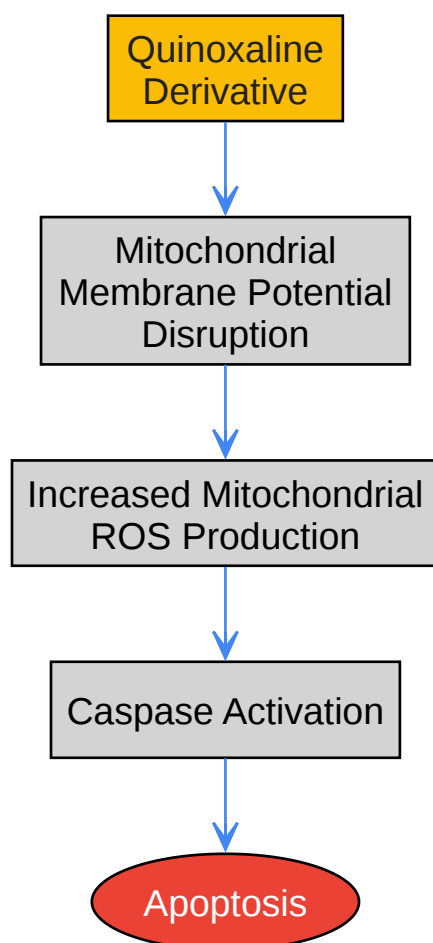 Quinoxaline
Derivative
Mitochondrial
Membrane Potential
Disruption
Increased Mitochondrial
ROS Production
Caspase Activation
Apoptosis